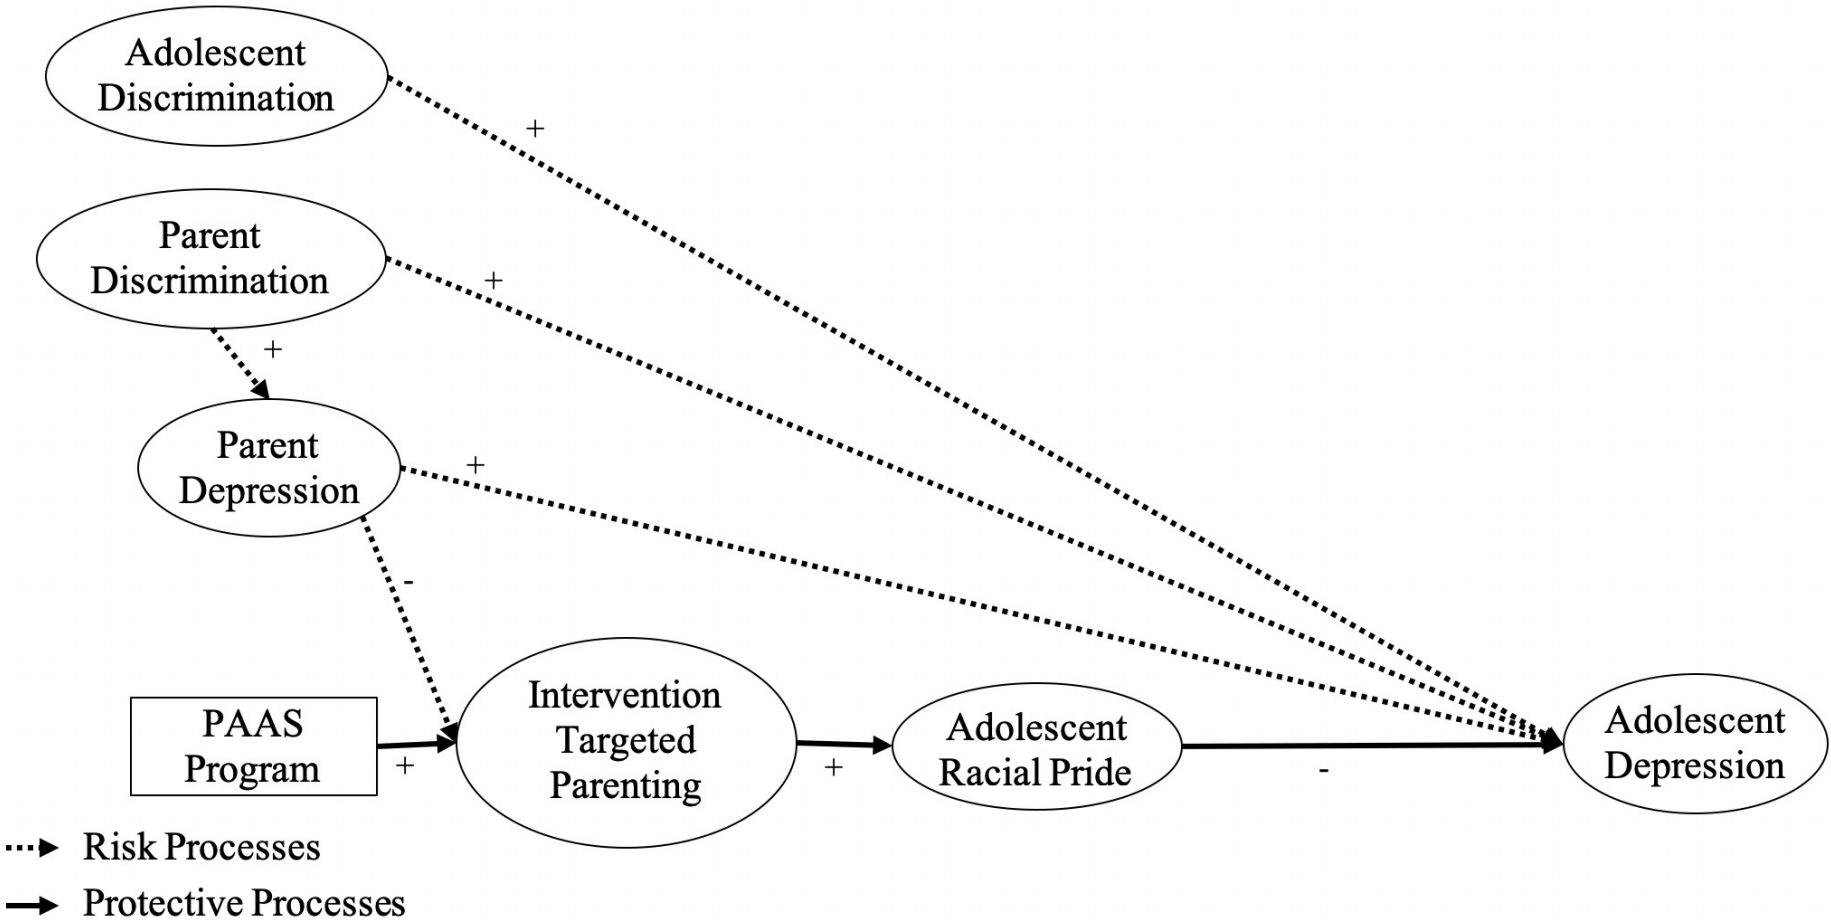 Adolescent
Discrimination
+
Parent
Discrimination
+
+
Parent
Depression
+
-
PAAS
Program
+
Intervention
Targeted
Parenting
+
Adolescent
Racial Pride
-
Adolescent
Depression
Risk Processes
Protective Processes